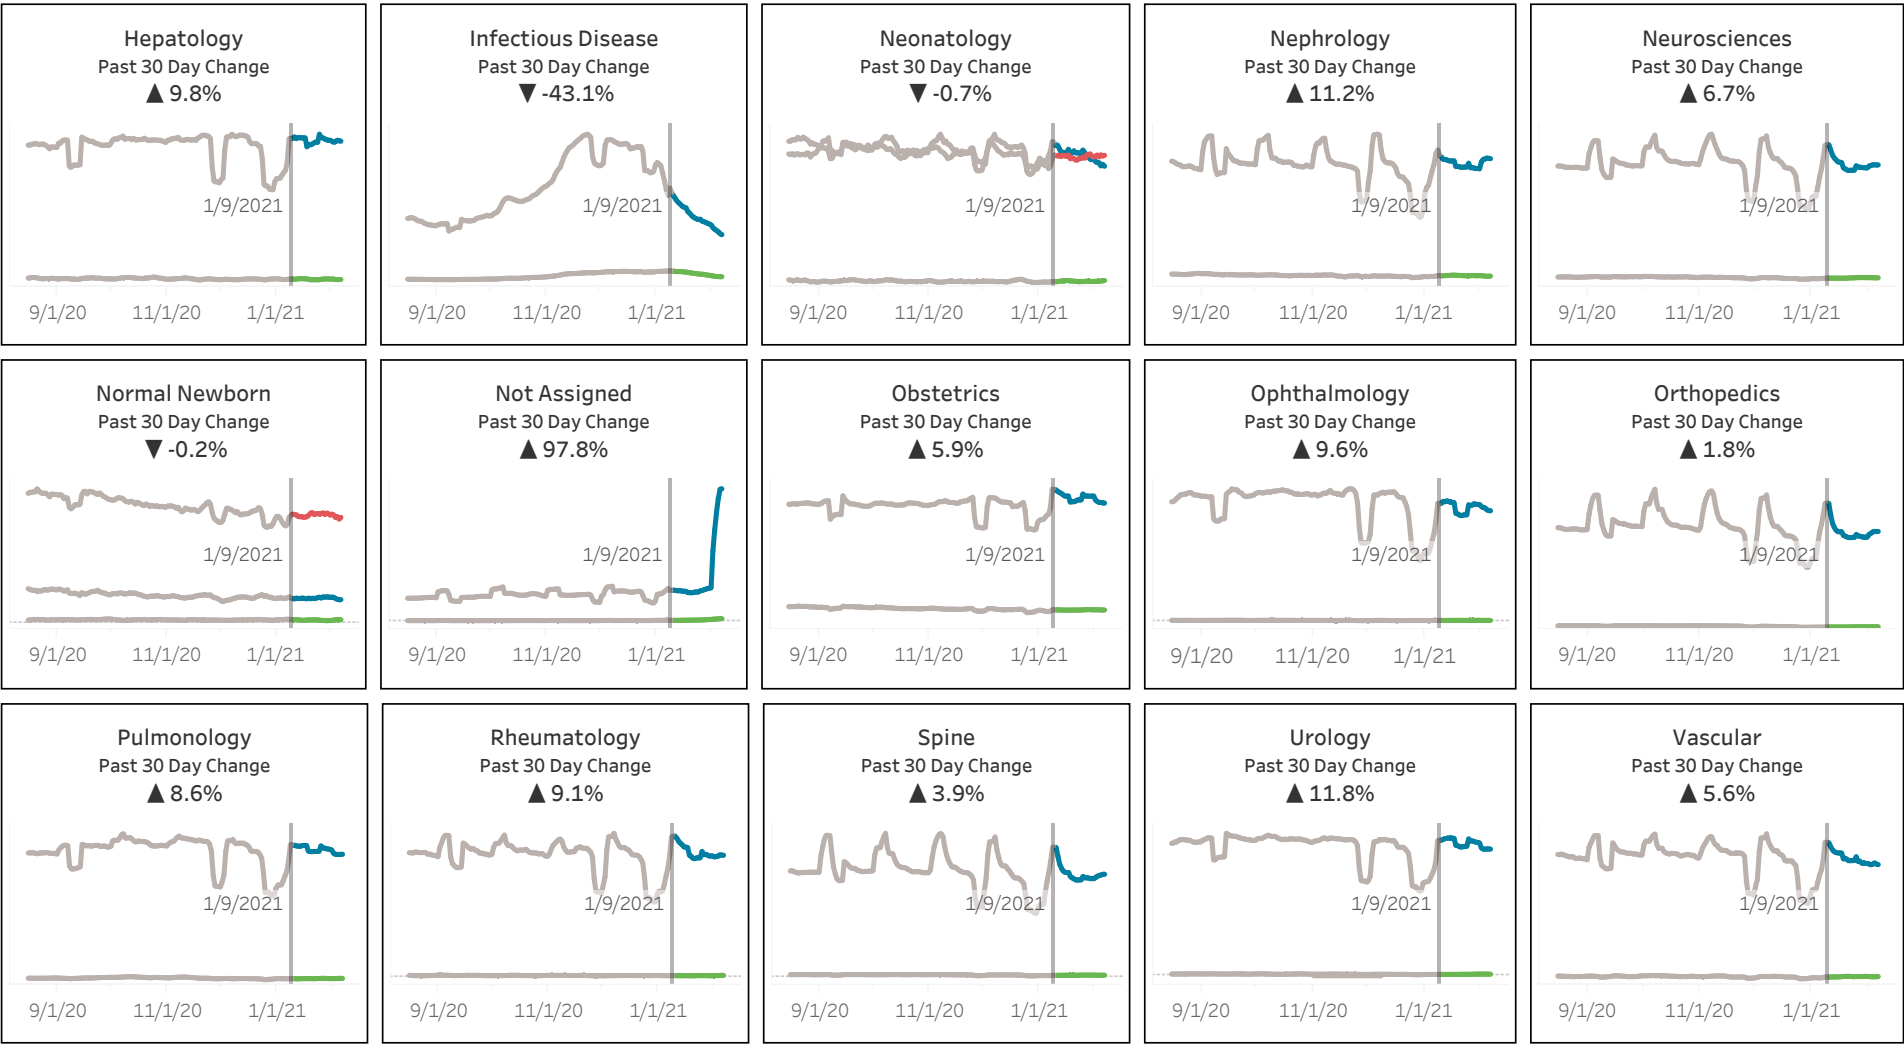 Hepatology
Past 30 Day Change
▲ 9.8%
1/9/2021
9/1/20 11/1/20 1/1/21
Infectious Disease
Past 30 Day Change
▼ -43.1%
1/9/2021
9/1/20 11/1/20 1/1/21
Neonatology
Past 30 Day Change
▼ -0.7%
1/9/2021
9/1/20 11/1/20 1/1/21
Nephrology
Past 30 Day Change
▲ 11.2%
1/9/2021
9/1/20 11/1/20 1/1/21
Neurosciences
Past 30 Day Change
▲ 6.7%
1/9/2021
9/1/20 11/1/20 1/1/21
Normal Newborn
Past 30 Day Change
▼ -0.2%
1/9/2021
9/1/20 11/1/20 1/1/21
Not Assigned
Past 30 Day Change
▲ 97.8%
1/9/2021
9/1/20 11/1/20 1/1/21
Obstetrics
Past 30 Day Change
▲ 5.9%
1/9/2021
9/1/20 11/1/20 1/1/21
Ophthalmology
Past 30 Day Change
▲ 9.6%
1/9/2021
9/1/20 11/1/20 1/1/21
Orthopedics
Past 30 Day Change
▲ 1.8%
1/9/2021
9/1/20 11/1/20 1/1/21
Pulmonology
Past 30 Day Change
▲ 8.6%
1/9/2021
9/1/20 11/1/20 1/1/21
Rheumatology
Past 30 Day Change
▲ 9.1%
1/9/2021
9/1/20 11/1/20 1/1/21
Spine
Past 30 Day Change
▲ 3.9%
1/9/2021
9/1/20 11/1/20 1/1/21
Urology
Past 30 Day Change
▲ 11.8%
1/9/2021
9/1/20 11/1/20 1/1/21
Vascular
Past 30 Day Change
▲ 5.6%
1/9/2021
9/1/20 11/1/20 1/1/21